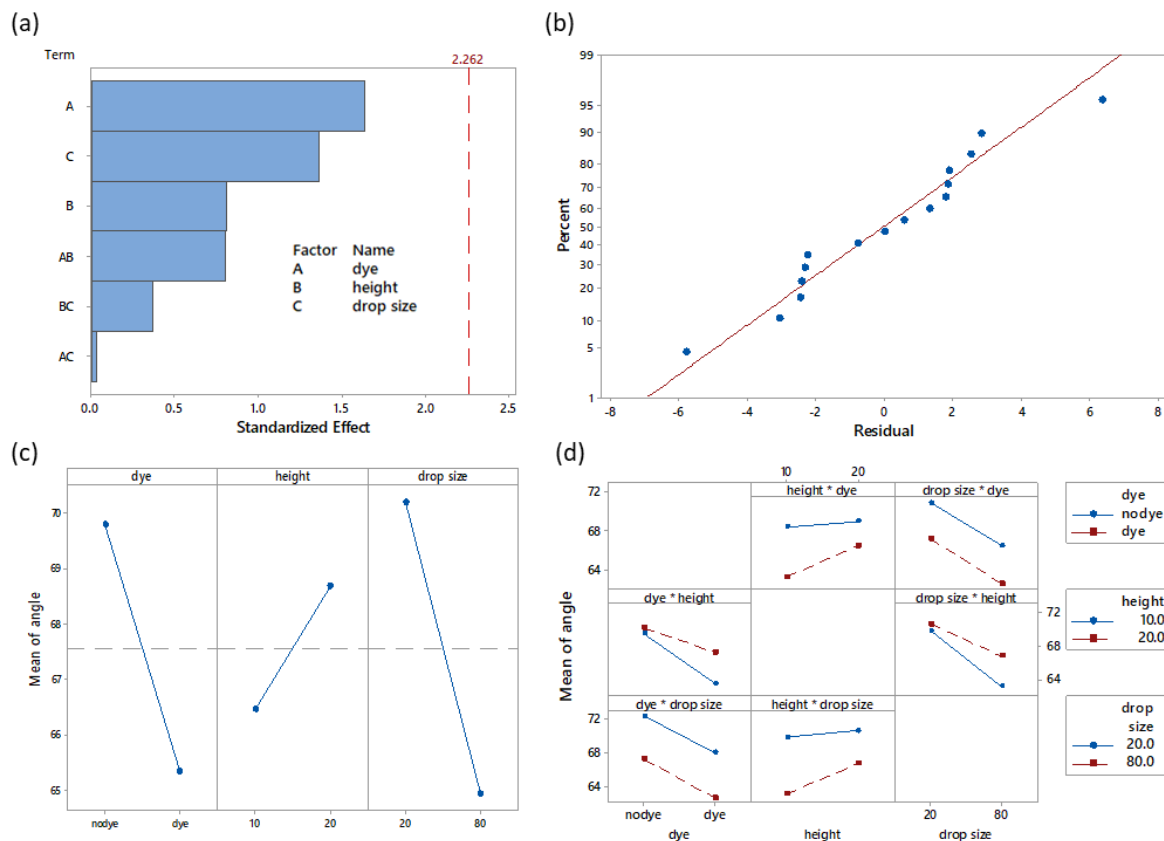 (a)
Term
2.262
A
C
B
AB
BC
AC
Factor Name
A dye
B height
C drop size
0.0 0.5 1.0 1.5 2.0 2.5
Standardized Effect
(b)
99
95
90
80
70
60
50
40
30
20
10
5
1
Percent
-8 -6 -4 -2 0 2 4 6 8
Residual
(c)
dye height drop size
70
69
68
67
66
65
Mean of angle
nodye dye 10 20 20 80
(d)
10 20
72
68
64
height * dye drop size * dye
dye
nodye
dye
dye * height drop size * height
72
68
64
height
10.0
20.0
Mean of angle
dye * drop size height * drop size
72
68
64
drop
size
20.0
80.0
nodye dye 20 80
dye height drop size